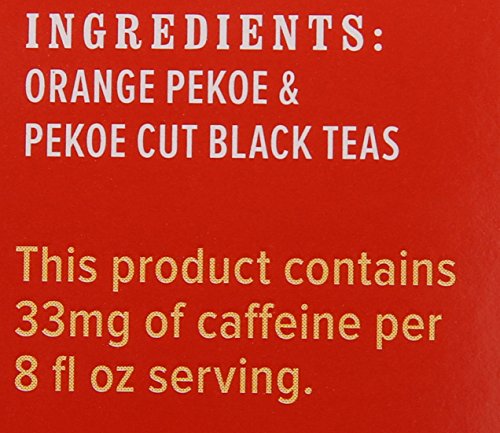 INGREDIENTS:
ORANGE PEKOE &
PEKOE CUT BLACK TEAS
This product contains
33mg of caffeine per
8 fl oz serving.